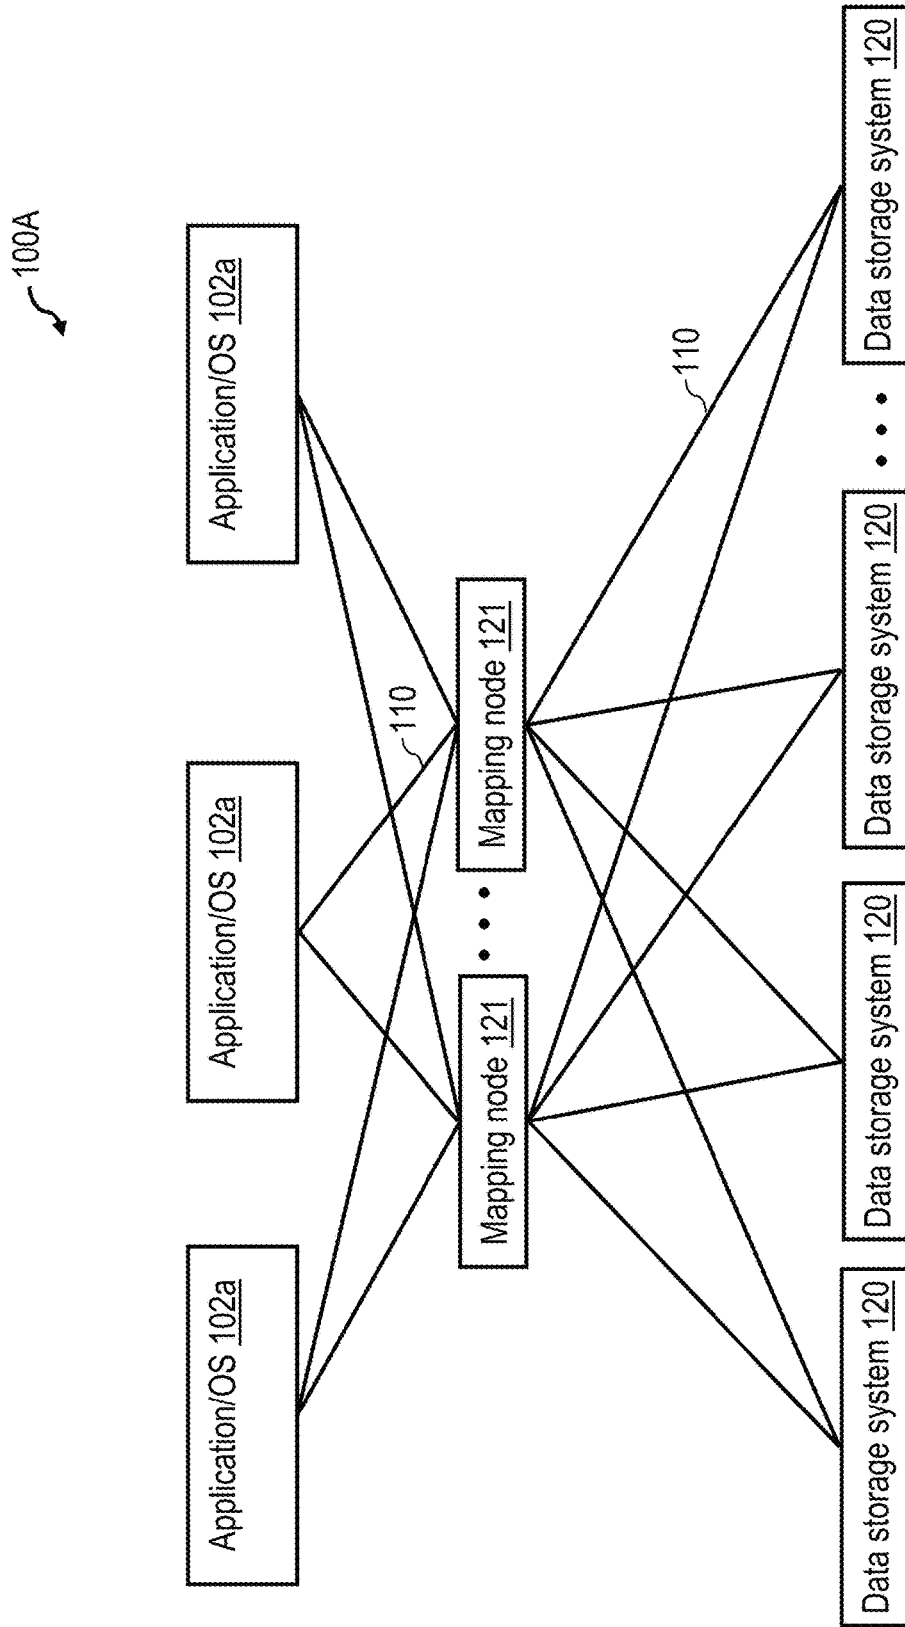 100A
Application/OS 102a
Application/OS 102a
Application/OS 102a
110
Mapping node 121
• • •
Mapping node 121
110
Data storage system 120
Data storage system 120
Data storage system 120
• • •
Data storage system 120